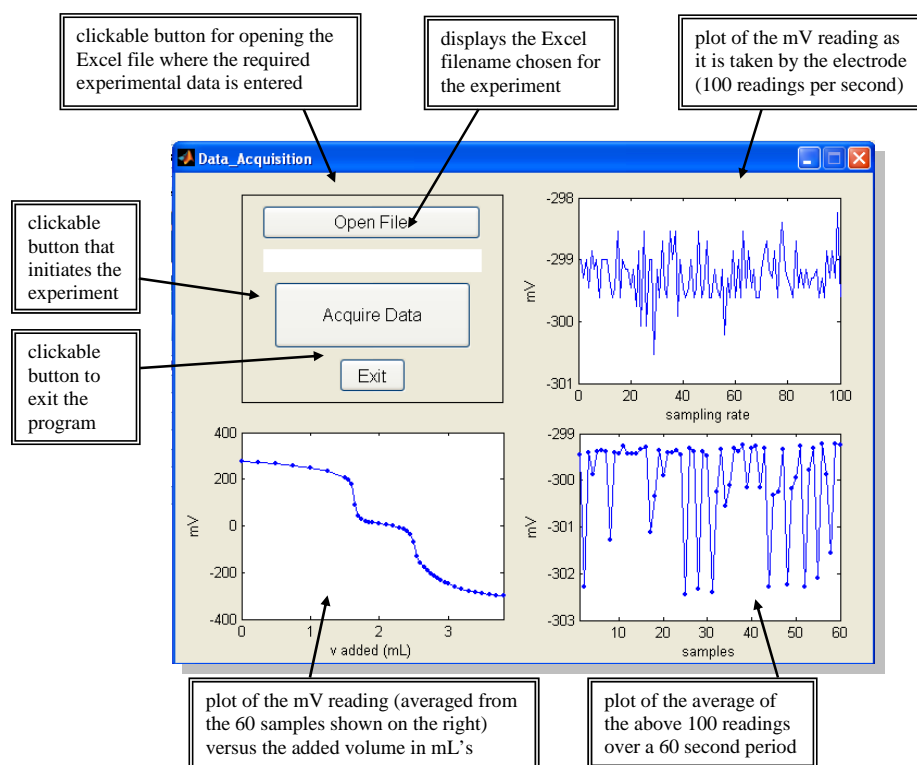 clickable button for opening the
Excel file where the required
experimental data is entered
displays the Excel
filename chosen for
the experiment
plot of the mV reading as
it is taken by the electrode
(100 readings per second)
clickable
button that
initiates the
experiment
clickable
button to
exit the
program
Data_Acquisition
Open File
Acquire Data
Exit
-298
-299
-300
-301
mV
0 20 40 60 80 100
sampling rate
400
200
0
-200
-400
mV
0 1 2 3
v added (mL)
-299
-300
-301
-302
-303
mV
10 20 30 40 50 60
samples
plot of the mV reading (averaged from
the 60 samples shown on the right)
versus the added volume in mL's
plot of the average of
the above 100 readings
over a 60 second period